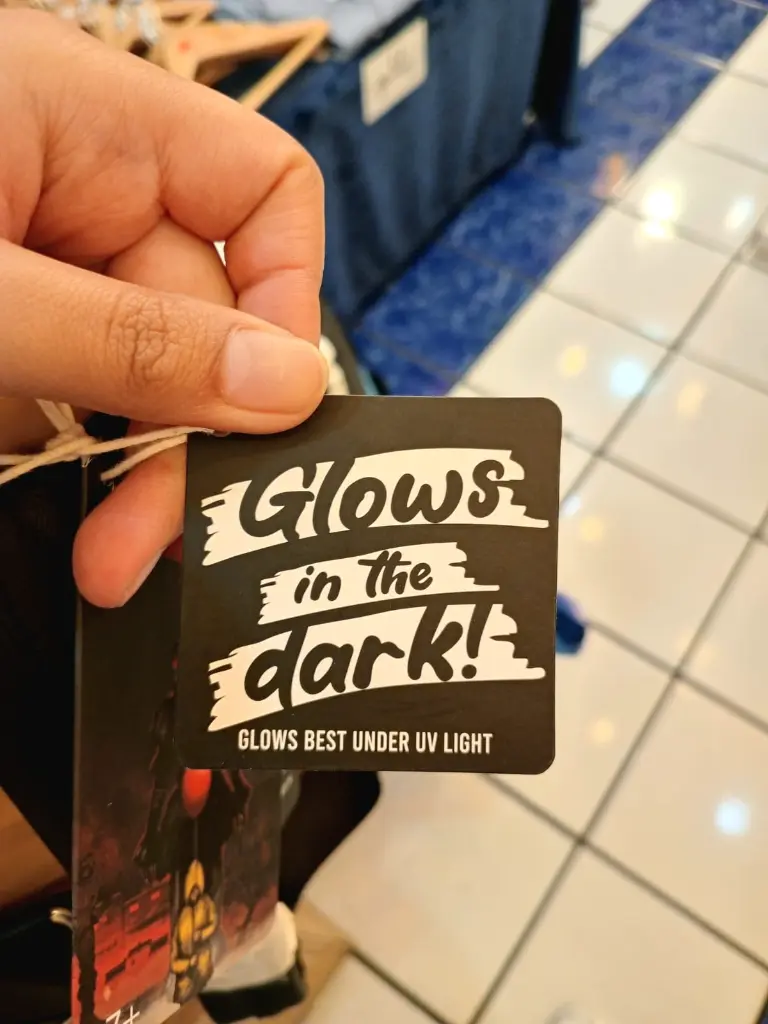 Glows
in the
dark!
GLOWS BEST UNDER UV LIGHT